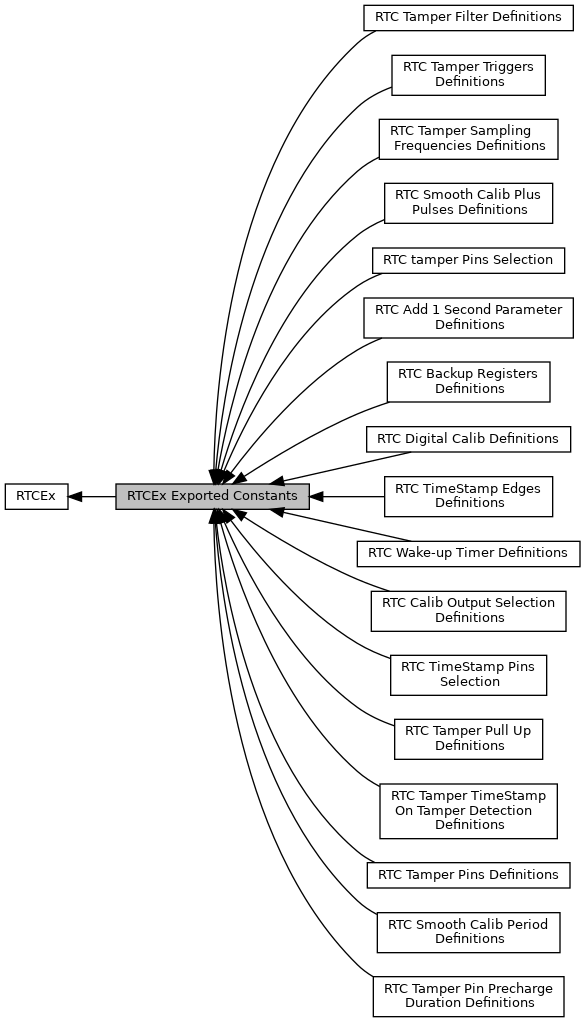 RTC Tamper Filter Definitions
RTC Tamper Triggers
Definitions
RTC Tamper Sampling
Frequencies Definitions
RTC Smooth Calib Plus
Pulses Definitions
RTC tamper Pins Selection
RTC Add 1 Second Parameter
Definitions
RTC Backup Registers
Definitions
RTC Digital Calib Definitions
RTCEx
RTCEx Exported Constants
RTC TimeStamp Edges
Definitions
RTC Wake-up Timer Definitions
RTC Calib Output Selection
Definitions
RTC TimeStamp Pins
Selection
RTC Tamper Pull Up
Definitions
RTC Tamper TimeStamp
On Tamper Detection
Definitions
RTC Tamper Pins Definitions
RTC Smooth Calib Period
Definitions
RTC Tamper Pin Precharge
Duration Definitions